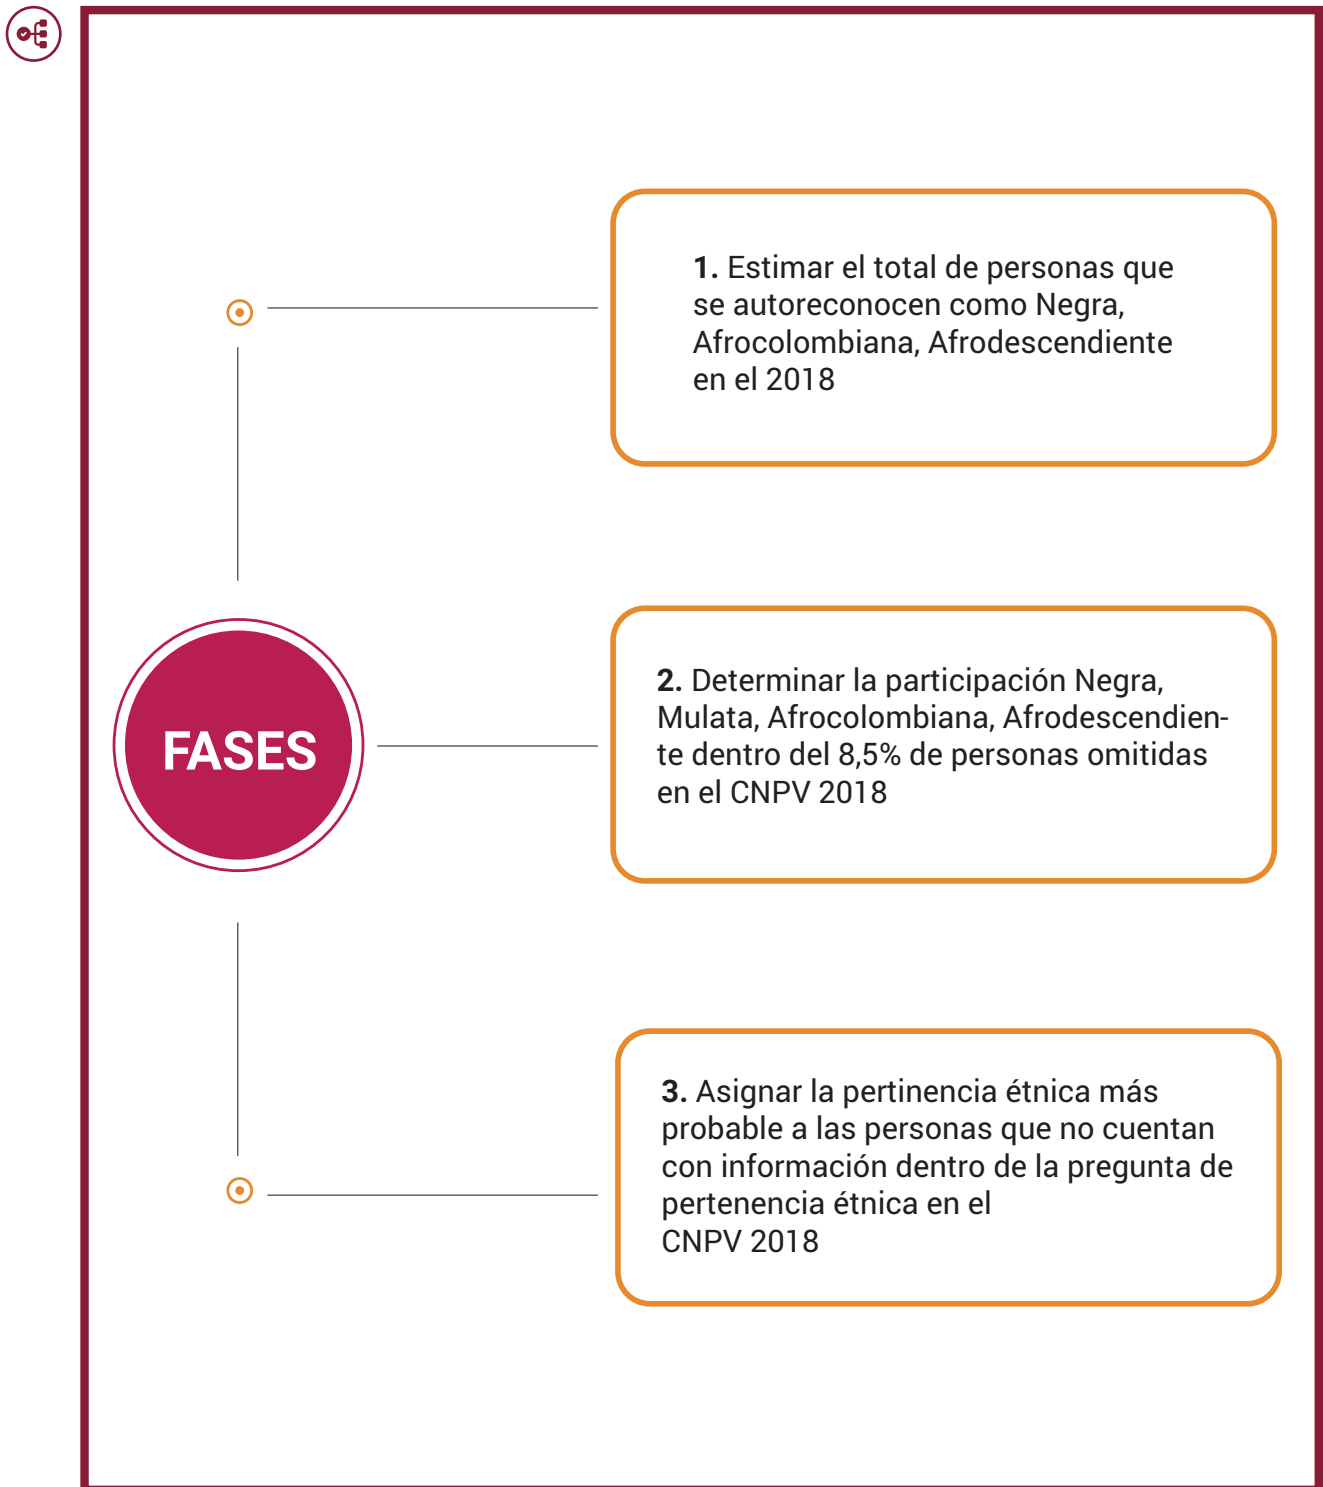 1. Estimar el total de personas que
se autoreconocen como Negra,
Afrocolombiana, Afrodescendiente
en el 2018
FASES
2. Determinar la participación Negra,
Mulata, Afrocolombiana, Afrodescendien-
te dentro del 8,5% de personas omitidas
en el CNPV 2018
3. Asignar la pertinencia étnica más
probable a las personas que no cuentan
con información dentro de la pregunta de
pertenencia étnica en el
CNPV 2018